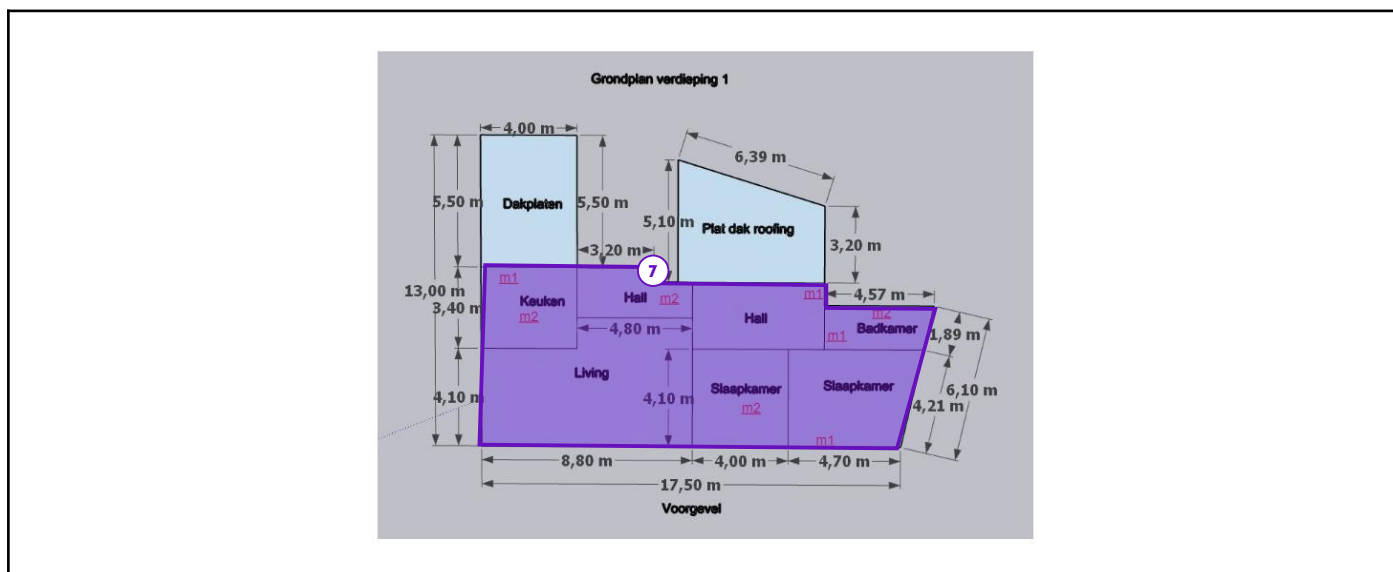 Grondplan verdieping 1
4,00 m
6,39 m
5,50 m
Dakplaten
5,50 m
5,10 m
Plat dak roofing
3,20 m
3,20 m
7
m1
m2
m1
4,57 m
13,00 m
3,40 m
Keuken
m2
Hall
Hall
m2
Badkamer
m1
1,89 m
4,80 m
Living
4,10 m
4,10 m
Slaapkamer
m2
Slaapkamer
m1
4,21 m
6,10 m
8,80 m
4,00 m
4,70 m
17,50 m
Voorgevel